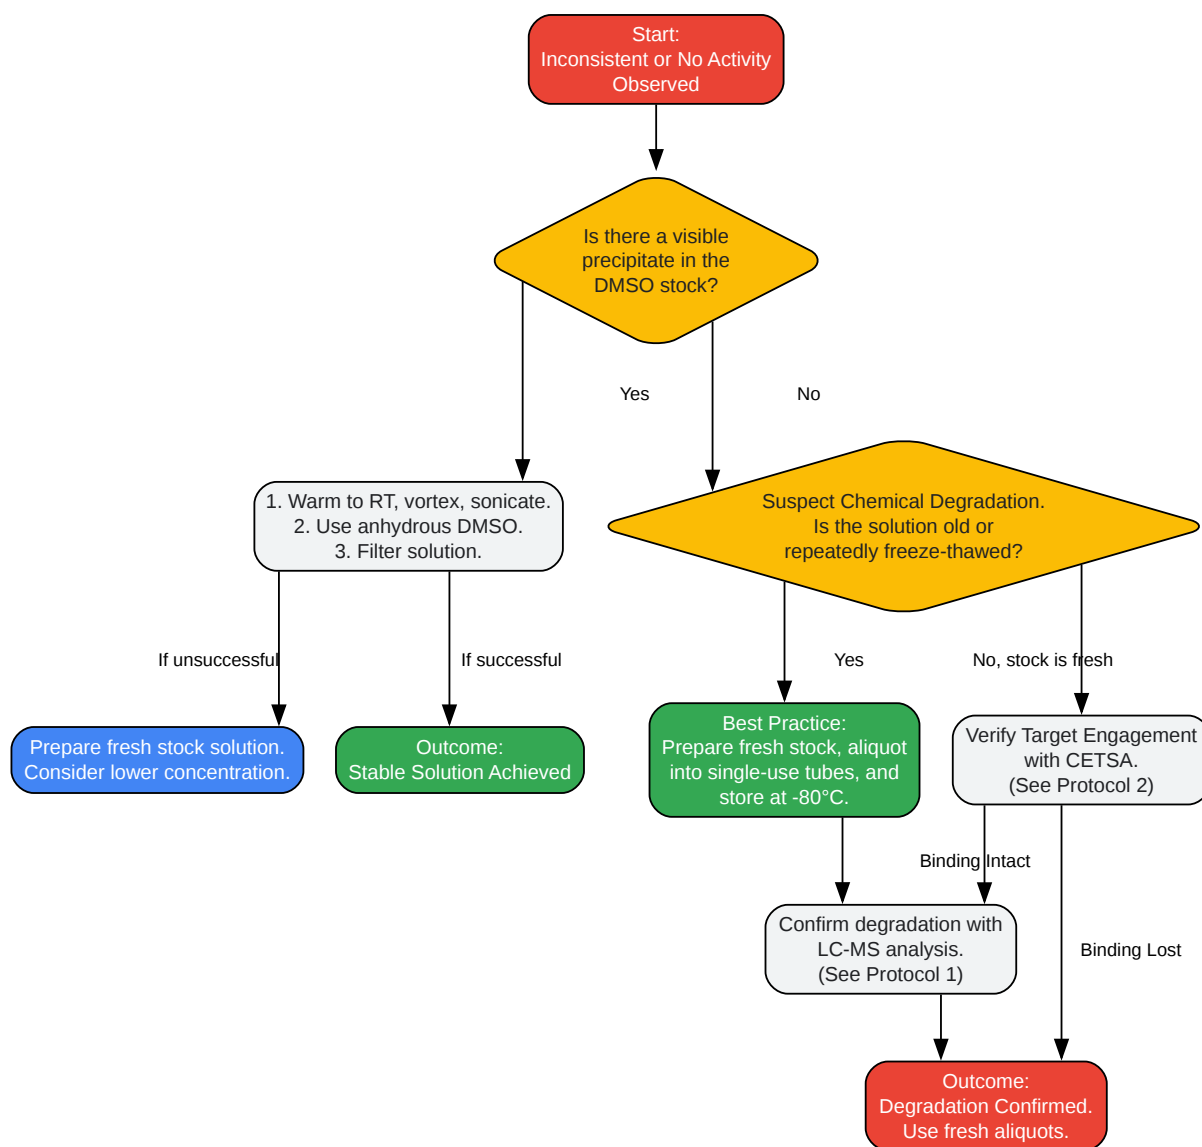 Start:
Inconsistent or No Activity
Observed
Is there a visible
precipitate in the
DMSO stock?
Yes
No
1. Warm to RT, vortex, sonicate.
2. Use anhydrous DMSO.
3. Filter solution.
Suspect Chemical Degradation.
Is the solution old or
repeatedly freeze-thawed?
If unsuccessful
If successful
Yes
No, stock is fresh
Prepare fresh stock solution.
Consider lower concentration.
Outcome:
Stable Solution Achieved
Best Practice:
Prepare fresh stock, aliquot
into single-use tubes, and
store at -80°C.
Verify Target Engagement
with CETSA.
(See Protocol 2)
Binding Intact
Confirm degradation with
LC-MS analysis.
(See Protocol 1)
Binding Lost
Outcome:
Degradation Confirmed.
Use fresh aliquots.